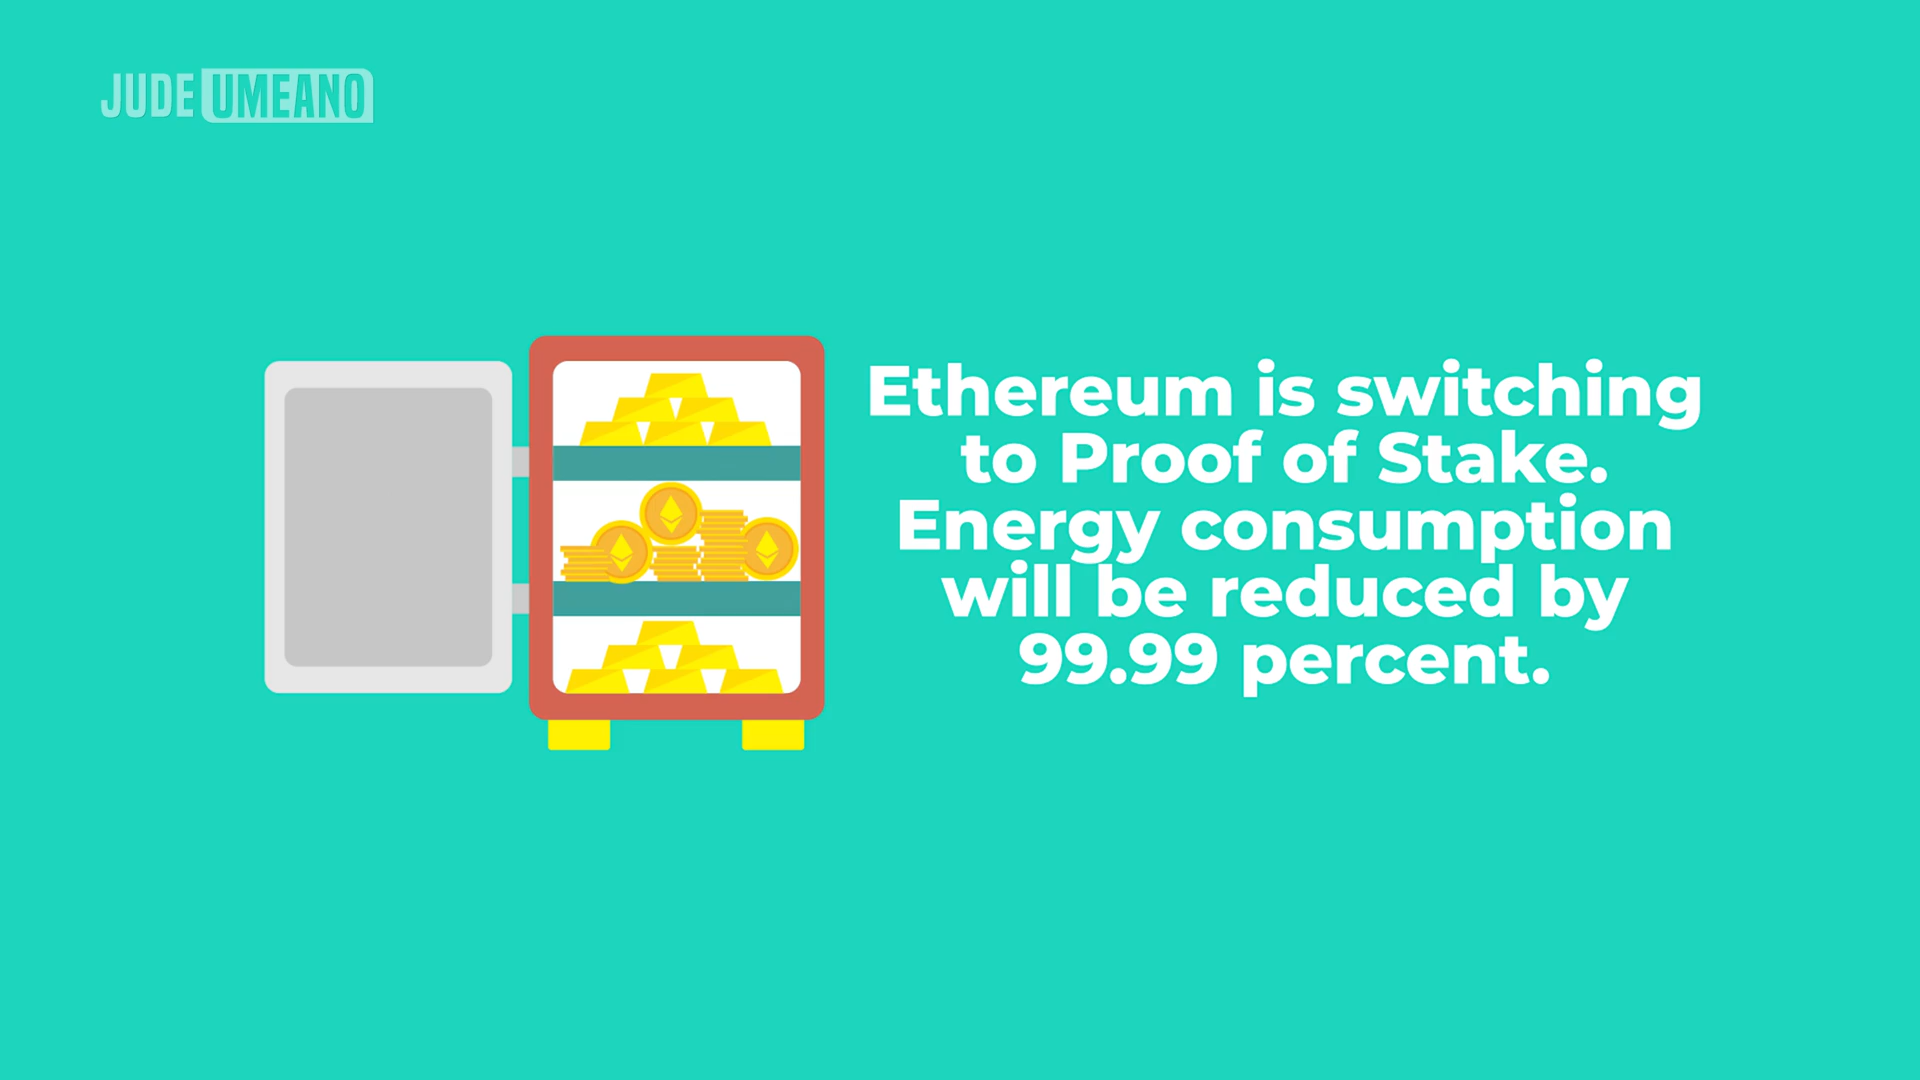 JUDE UMEANO
Ethereum is switching
to Proof of Stake.
Energy consumption
will be reduced by
99.99 percent.